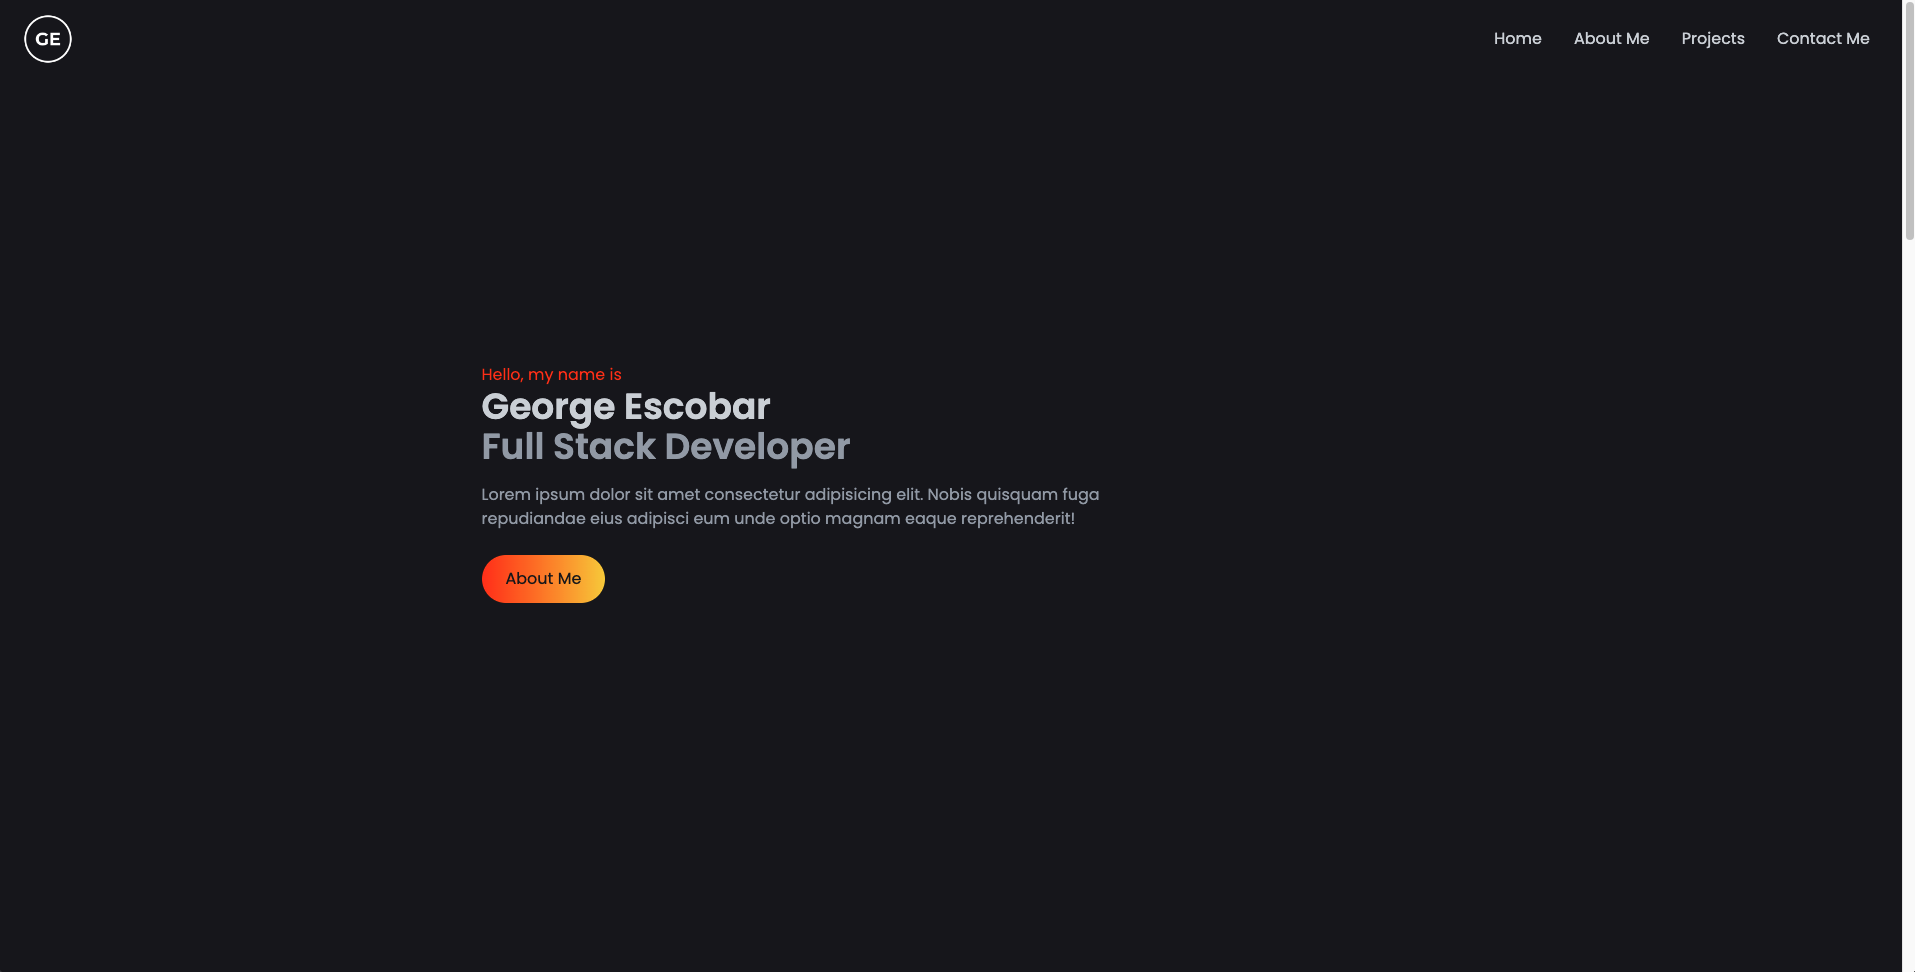 GE
Home
About Me
Projects
Contact Me
Hello, my name is
George Escobar
Full Stack Developer
Lorem ipsum dolor sit amet consectetur adipisicing elit. Nobis quisquam fuga
repudiandae eius adipisci eum unde optio magnam eaque reprehenderit!
About Me